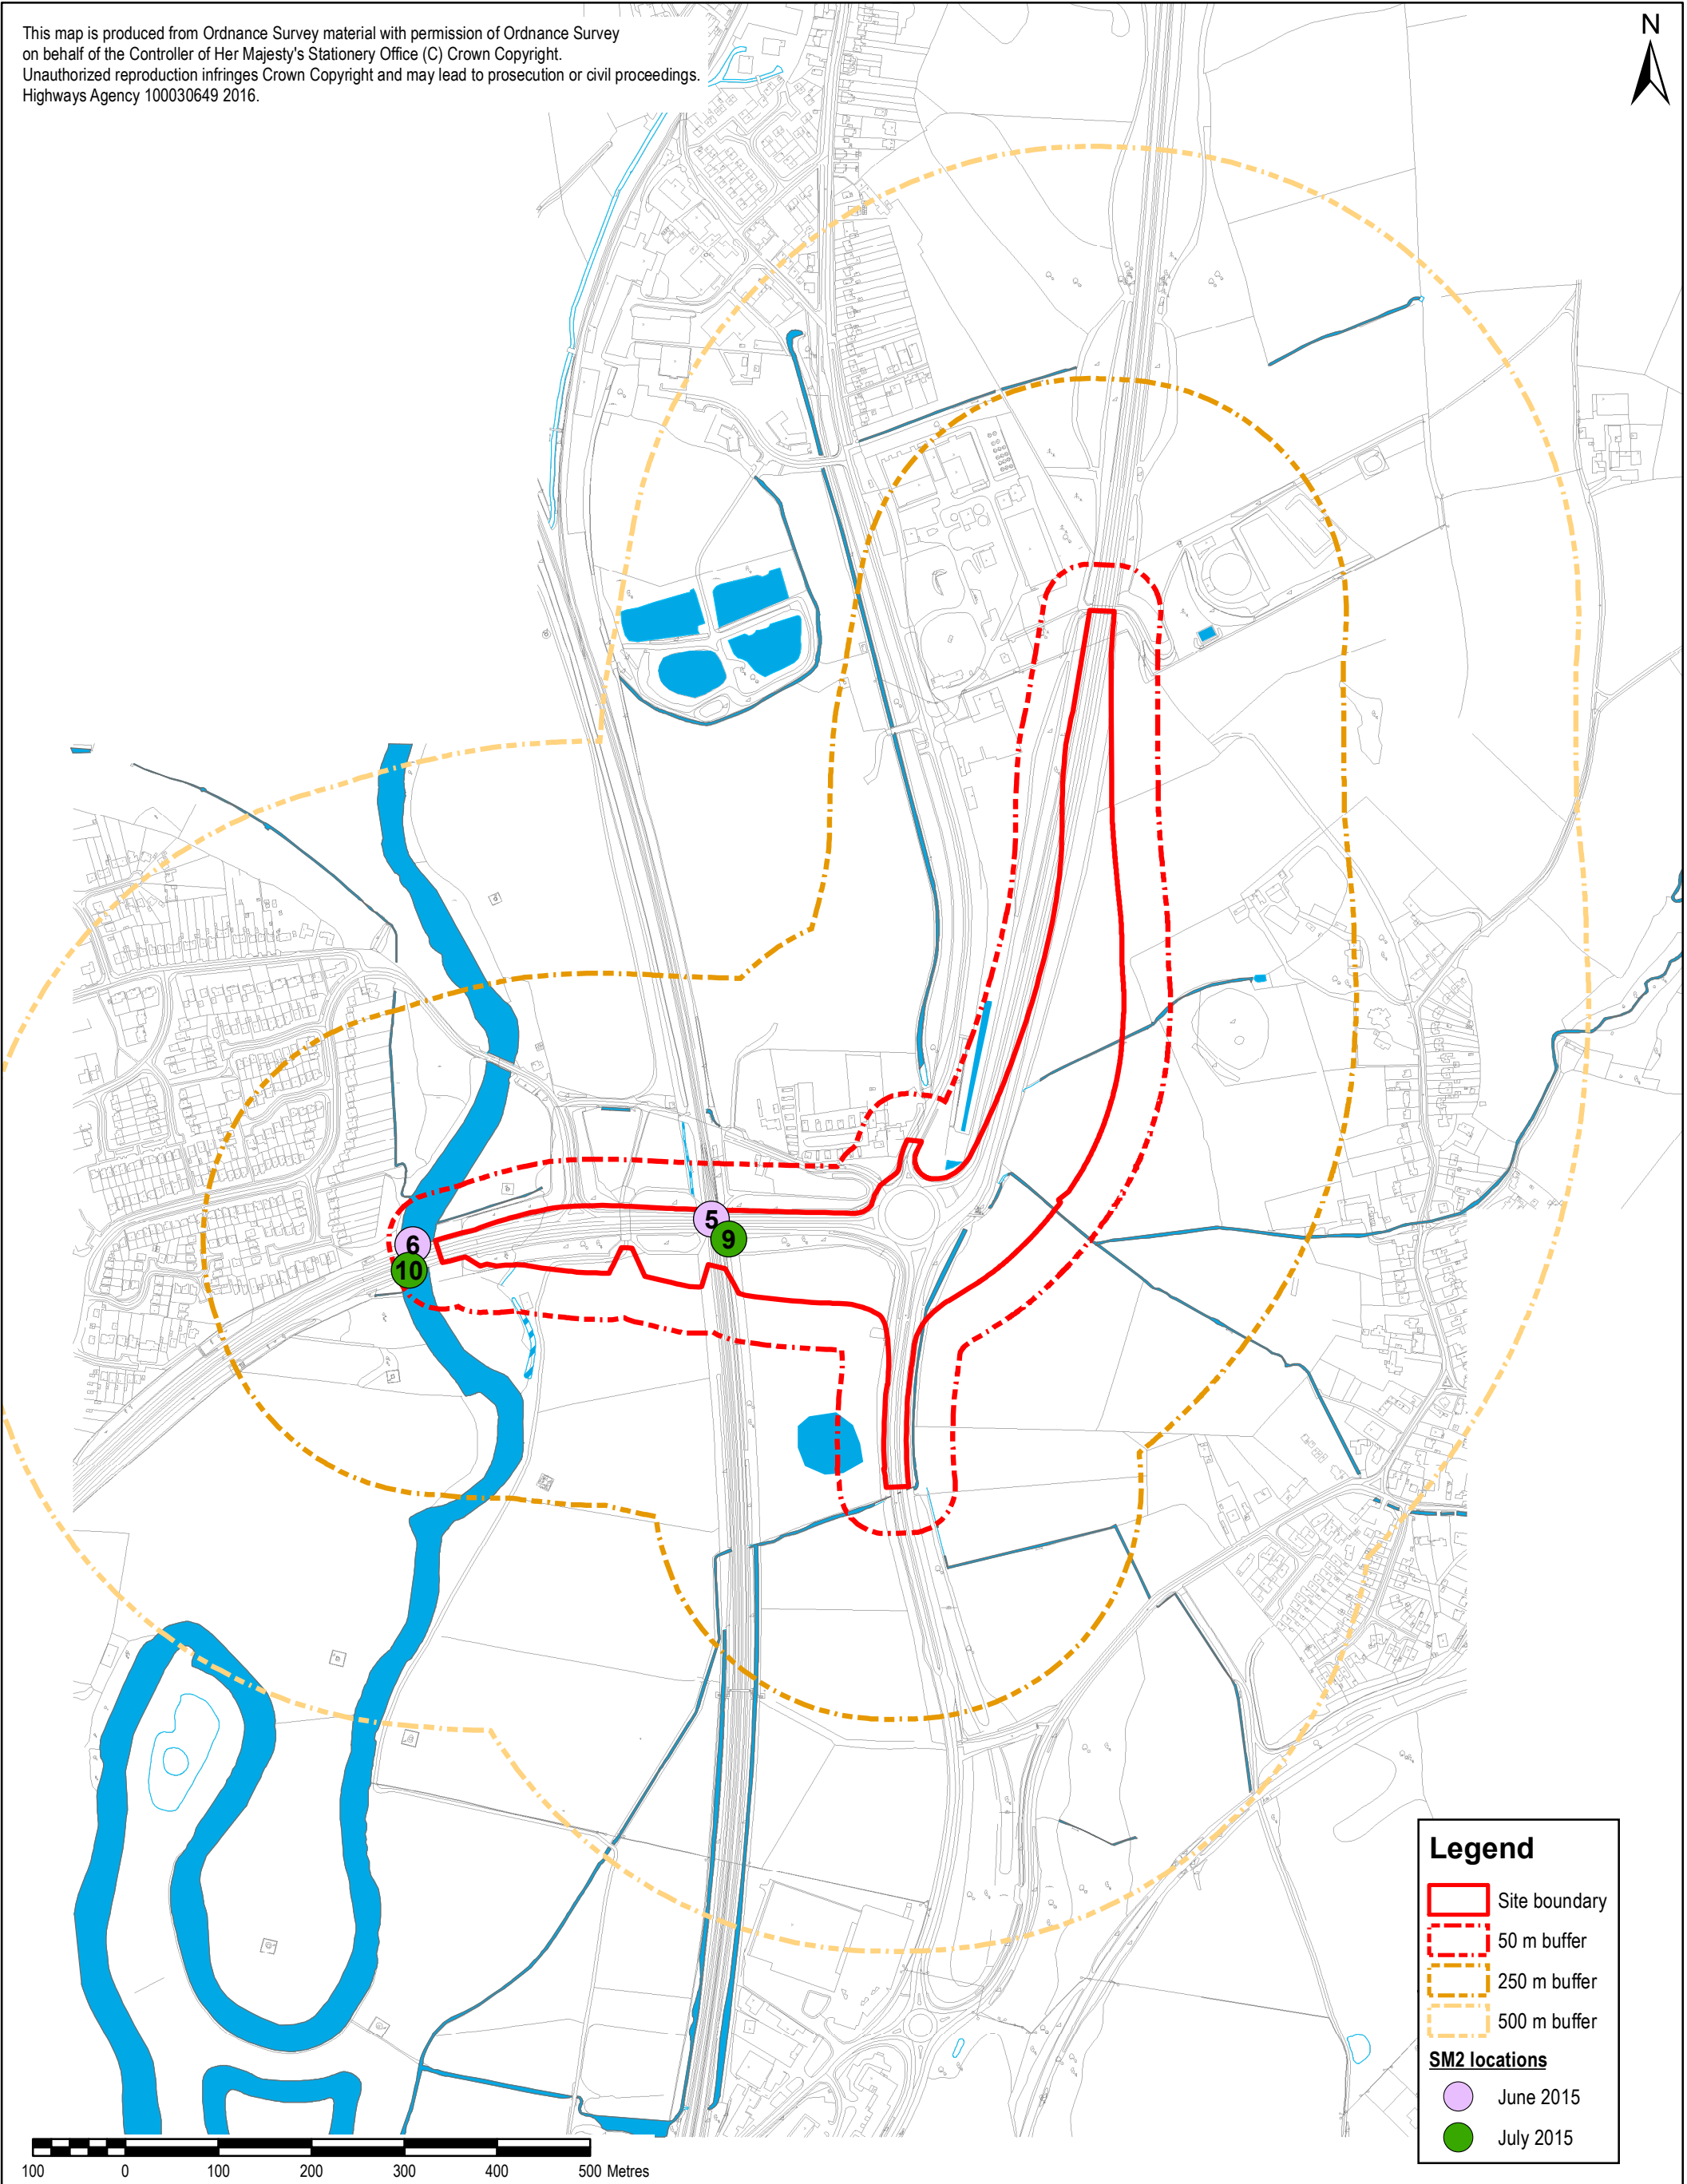 This map is produced from Ordnance Survey material with permission of Ordnance Survey
on behalf of the Controller of Her Majesty's Stationery Office (C) Crown Copyright.
Unauthorized reproduction infringes Crown Copyright and may lead to prosecution or civil proceedings.
Highways Agency 100030649 2016.
N
5
9
6
10
Legend
Site boundary
50 m buffer
250 m buffer
500 m buffer
SM2 locations
June 2015
July 2015
100 0 100 200 300 400 500 Metres